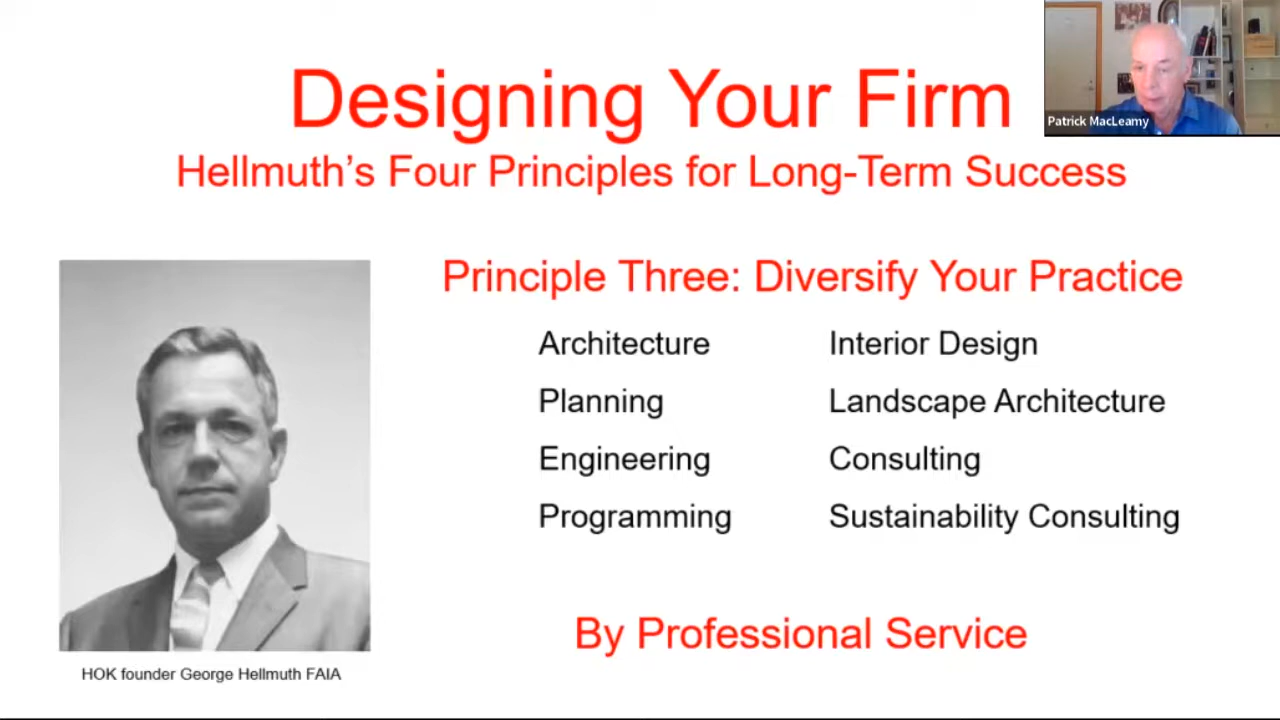 Designing Your Firm
Patrick MacLeamy
Hellmuth’s Four Principles for Long-Term Success
Principle Three: Diversify Your Practice
Architecture
Interior Design
Planning
Landscape Architecture
Engineering
Consulting
Programming
Sustainability Consulting
By Professional Service
HOK founder George Hellmuth FAIA